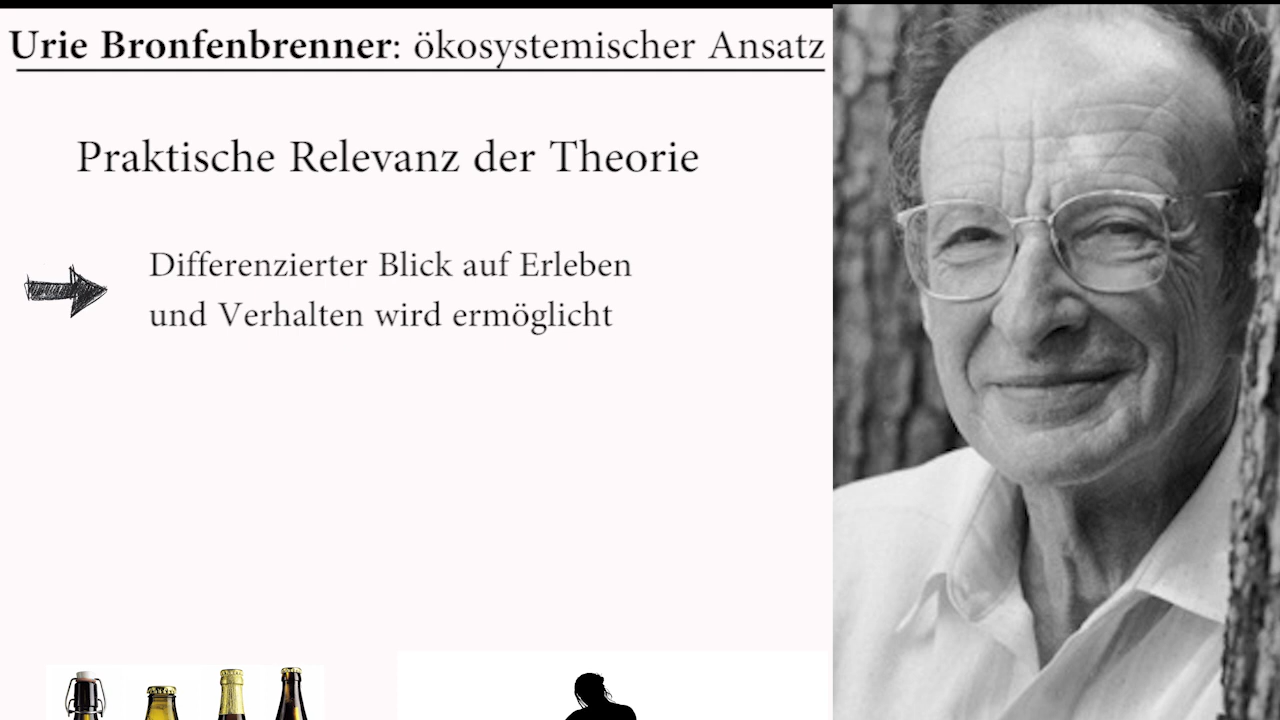 Urie Bronfenbrenner: ökosystemischer Ansatz
Praktische Relevanz der Theorie
Differenzierter Blick auf Erleben
und Verhalten wird ermöglicht